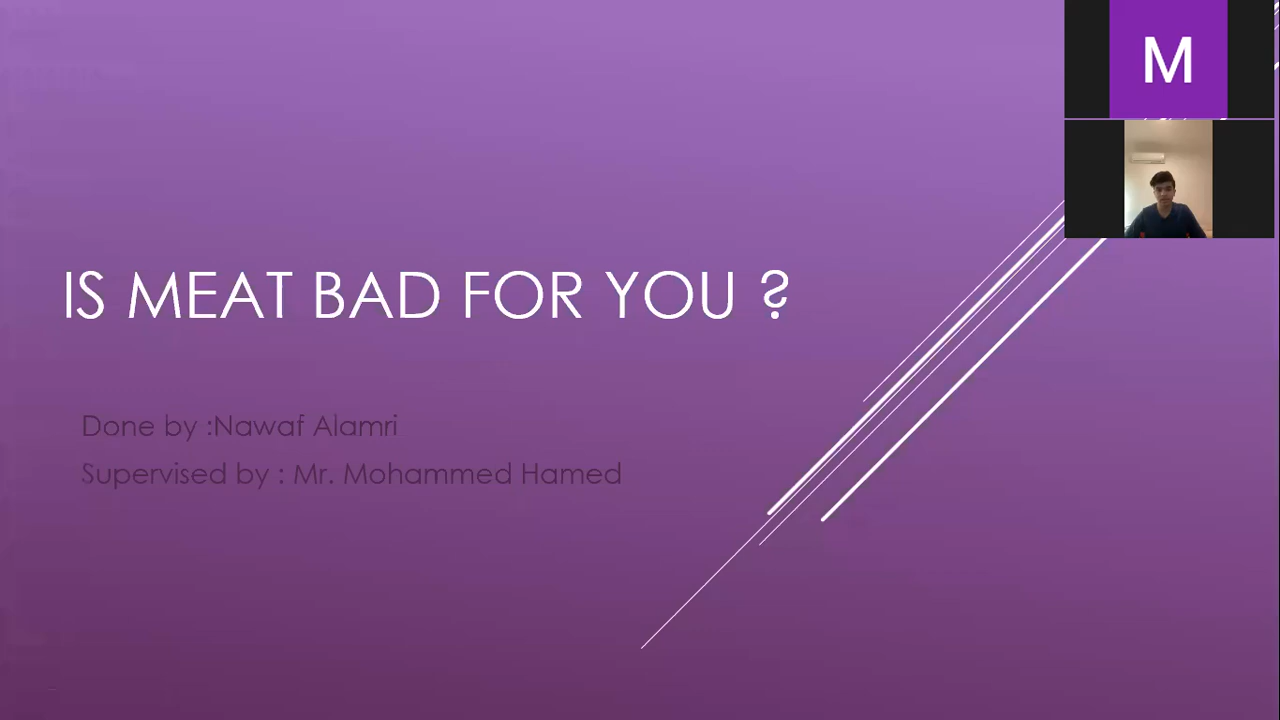 M
IS MEAT BAD FOR YOU ?
Done by :Nawaf Alamri
Supervised by : Mr. Mohammed Hamed